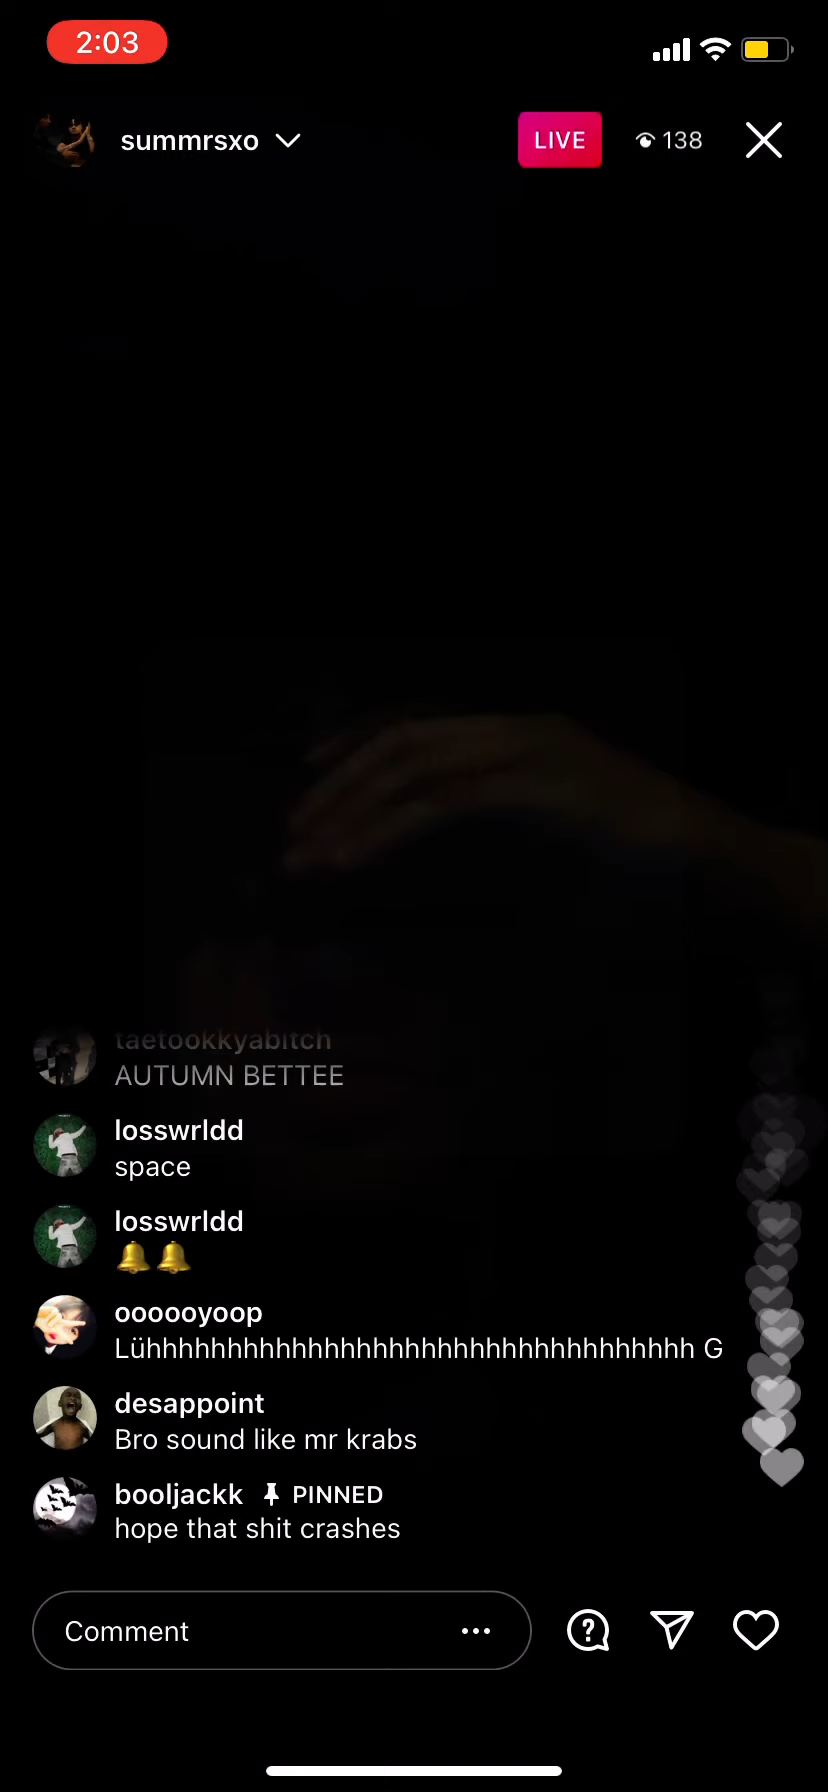 2:03
summrsxo
LIVE
138
taetookkyabitch
AUTUMN BETTEE
losswrldd
space
losswrldd
🔔🔔
oooooyoop
Lühhhhhhhhhhhhhhhhhhhhhhhhhhhhhhhhhh G
desappoint
Bro sound like mr krabs
booljackk PINNED
hope that shit crashes
Comment